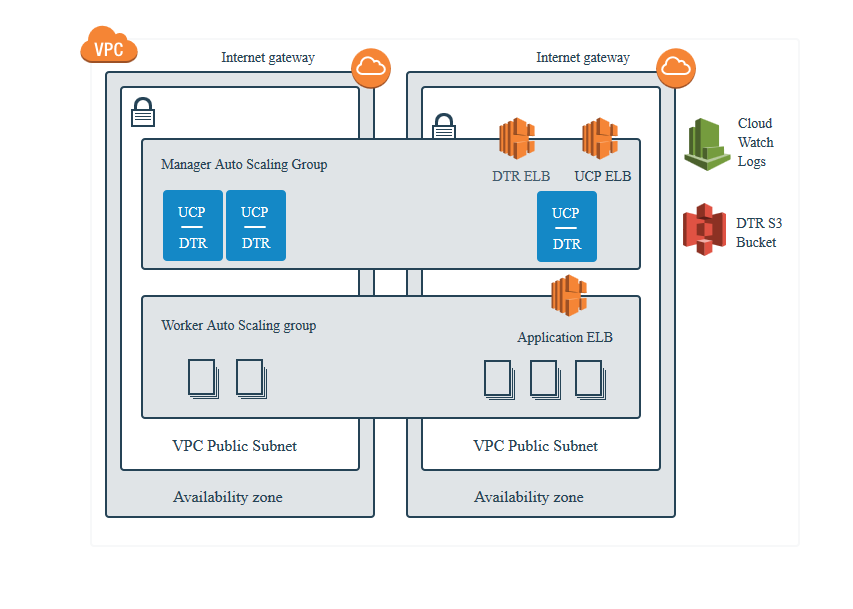 VPC
Internet gateway
Internet gateway
Cloud
Watch
Logs
Manager Auto Scaling Group
DTR ELB
UCP ELB
UCP
DTR
UCP
DTR
UCP
DTR
DTR S3
Bucket
Worker Auto Scaling group
Application ELB
VPC Public Subnet
VPC Public Subnet
Availability zone
Availability zone